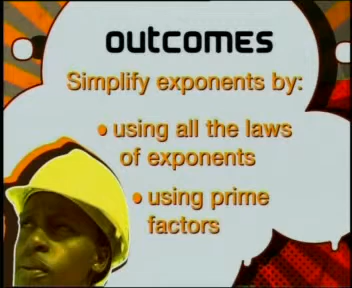 outcomes
Simplify exponents by:
• using all the laws
of exponents
• using prime
factors